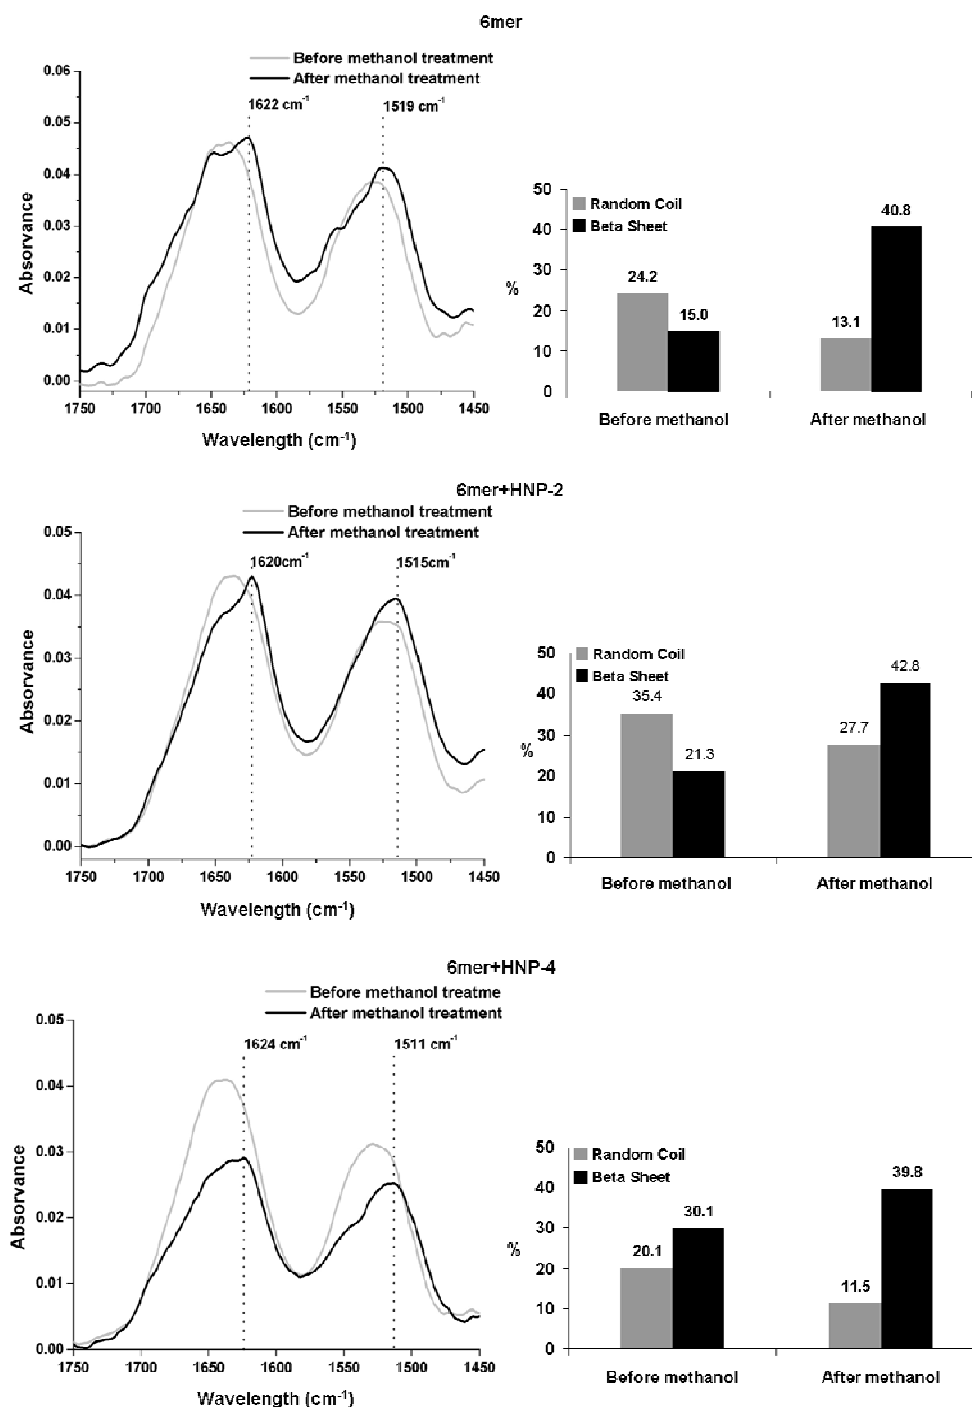 6mer
Before methanol treatment
After methanol treatment
1622 cm⁻¹
1519 cm⁻¹
0.06
0.05
0.04
0.03
0.02
0.01
0.00
Absorvance
1750
1700
1650
1600
1550
1500
1450
Wavelength (cm⁻¹)
50
40
30
20
10
0
%
Random Coil
Beta Sheet
24.2
15.0
13.1
40.8
Before methanol
After methanol
6mer+HNP-2
Before methanol treatment
After methanol treatment
1620cm⁻¹
1515cm⁻¹
0.05
0.04
0.03
0.02
0.01
0.00
Absorvance
1750
1700
1650
1600
1550
1500
1450
Wavelength (cm⁻¹)
50
40
30
20
10
0
%
Random Coil
Beta Sheet
35.4
21.3
27.7
42.8
Before methanol
After methanol
6mer+HNP-4
Before methanol treatme
After methanol treatment
1624 cm⁻¹
1511 cm⁻¹
0.05
0.04
0.03
0.02
0.01
0.00
Absorvance
1750
1700
1650
1600
1550
1500
1450
Wavelength (cm⁻¹)
50
40
30
20
10
0
%
Random Coil
Beta Sheet
20.1
30.1
11.5
39.8
Before methanol
After methanol